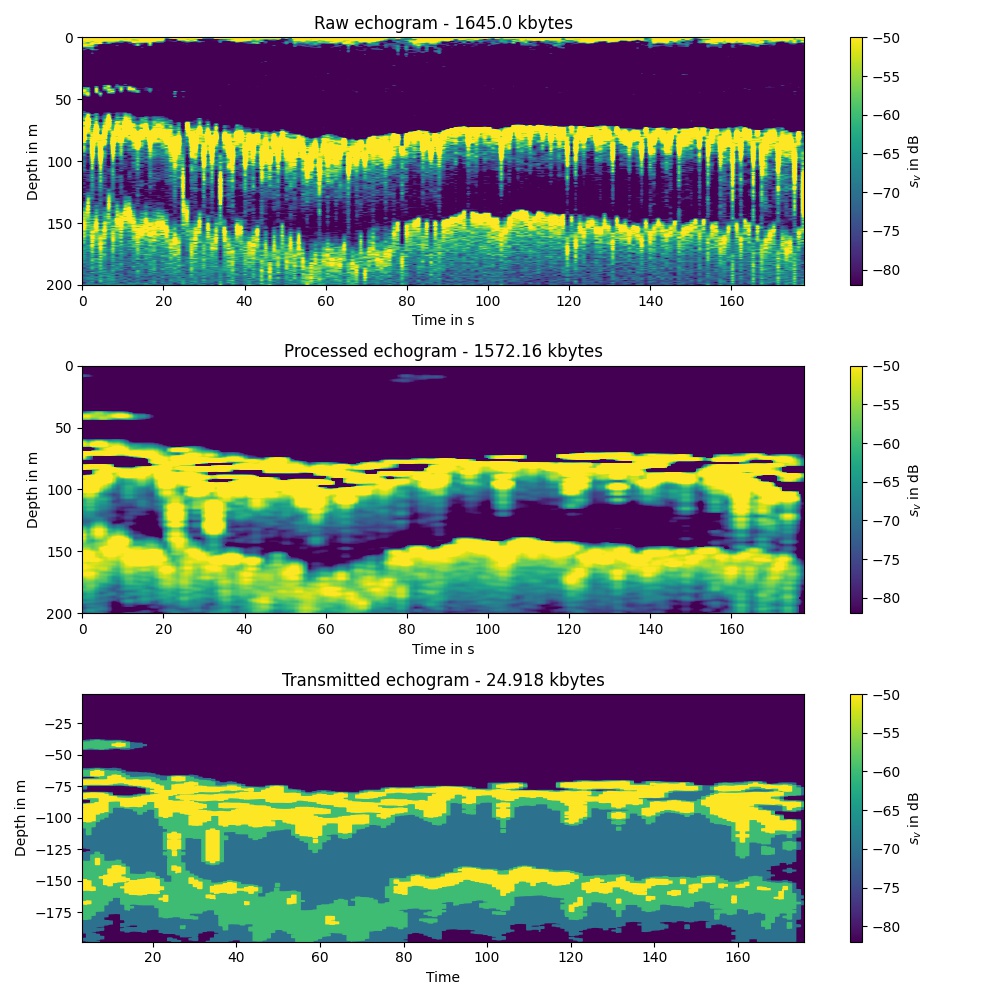 Raw echogram - 1645.0 kbytes
0
50
100
150
200
Depth in m
0 20 40 60 80 100 120 140 160
Time in s
−50
−55
−60
−65
−70
−75
−80
sv in dB
Processed echogram - 1572.16 kbytes
0
50
100
150
200
Depth in m
0 20 40 60 80 100 120 140 160
Time in s
−50
−55
−60
−65
−70
−75
−80
sv in dB
Transmitted echogram - 24.918 kbytes
−25
−50
−75
−100
−125
−150
−175
Depth in m
20 40 60 80 100 120 140 160
Time
−50
−55
−60
−65
−70
−75
−80
sv in dB